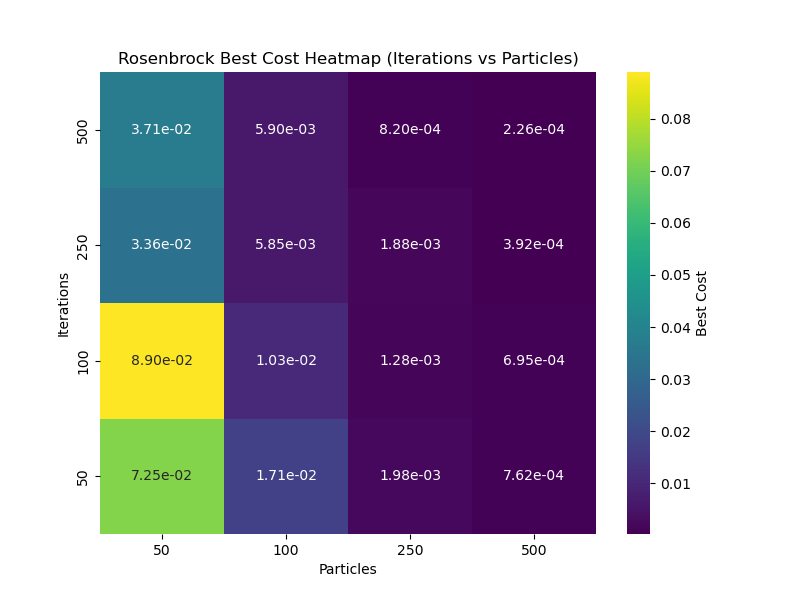 Rosenbrock Best Cost Heatmap (Iterations vs Particles)
500 3.71e-02 5.90e-03 8.20e-04 2.26e-04
250 3.36e-02 5.85e-03 1.88e-03 3.92e-04
100 8.90e-02 1.03e-02 1.28e-03 6.95e-04
50 7.25e-02 1.71e-02 1.98e-03 7.62e-04
50 100 250 500
Particles
Iterations
0.08
0.07
0.06
0.05
0.04
0.03
0.02
0.01
Best Cost